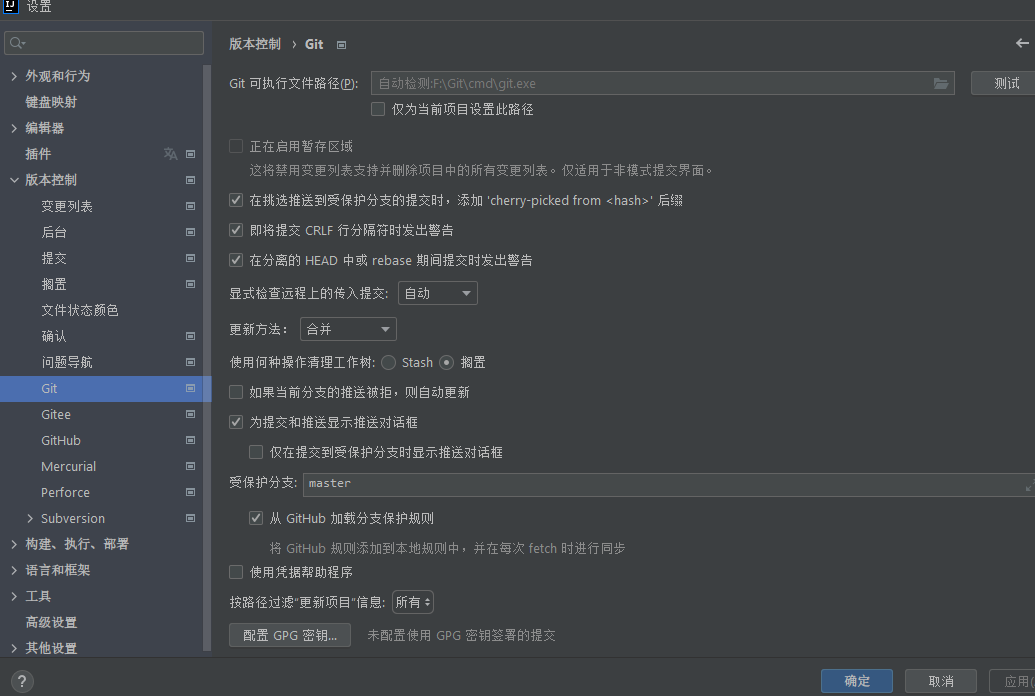 设置
外观和行为
键盘映射
编辑器
插件
版本控制
变更列表
后台
提交
搁置
文件状态颜色
确认
问题导航
Git
Gitee
GitHub
Mercurial
Perforce
Subversion
构建、执行、部署
语言和框架
工具
高级设置
其他设置
版本控制 › Git
Git 可执行文件路径(P): 自动检测:F:\Git\cmd\git.exe 测试
仅为当前项目设置此路径
正在启用暂存区域
这将禁用变更列表支持并删除项目中的所有变更列表。仅适用于非模式提交界面。
在挑选推送到受保护分支的提交时，添加 'cherry-picked from <hash>' 后缀
即将提交 CRLF 行分隔符时发出警告
在分离的 HEAD 中或 rebase 期间提交时发出警告
显式检查远程上的传入提交: 自动
更新方法： 合并
使用何种操作清理工作树: Stash 搁置
如果当前分支的推送被拒，则自动更新
为提交和推送显示推送对话框
仅在提交到受保护分支时显示推送对话框
受保护分支: master
从 GitHub 加载分支保护规则
将 GitHub 规则添加到本地规则中，并在每次 fetch 时进行同步
使用凭据帮助程序
按路径过滤"更新项目"信息: 所有
配置 GPG 密钥... 未配置使用 GPG 密钥签署的提交
? 确定 取消 应用(